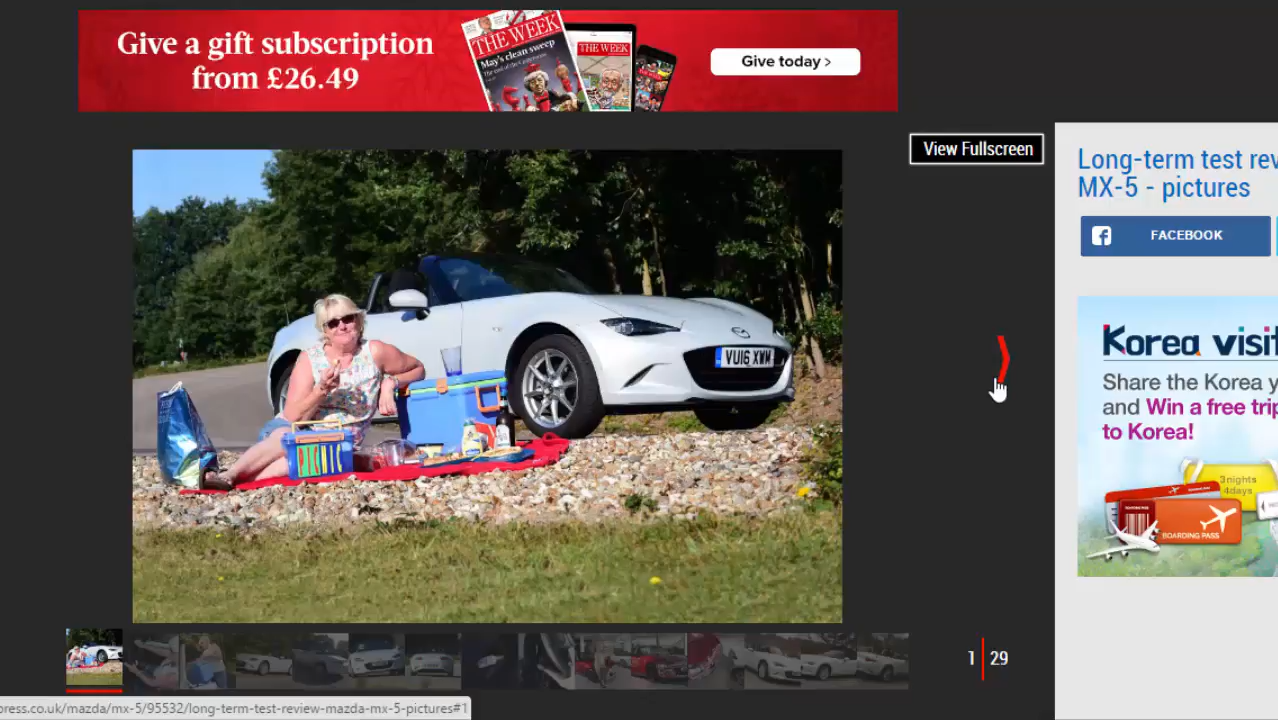 Give a gift subscription
from £26.49
THE WEEK
May's clean sweep
THE WEEK
Give today >
View Fullscreen
Long-term test rev
MX-5 - pictures
FACEBOOK
VU16 XWM
Korea visit
Share the Korea y
and Win a free trip
to Korea!
3nights
4days
BOARDING PASS
1 | 29
press.co.uk/mazda/mx-5/95532/long-term-test-review-mazda-mx-5-pictures#1